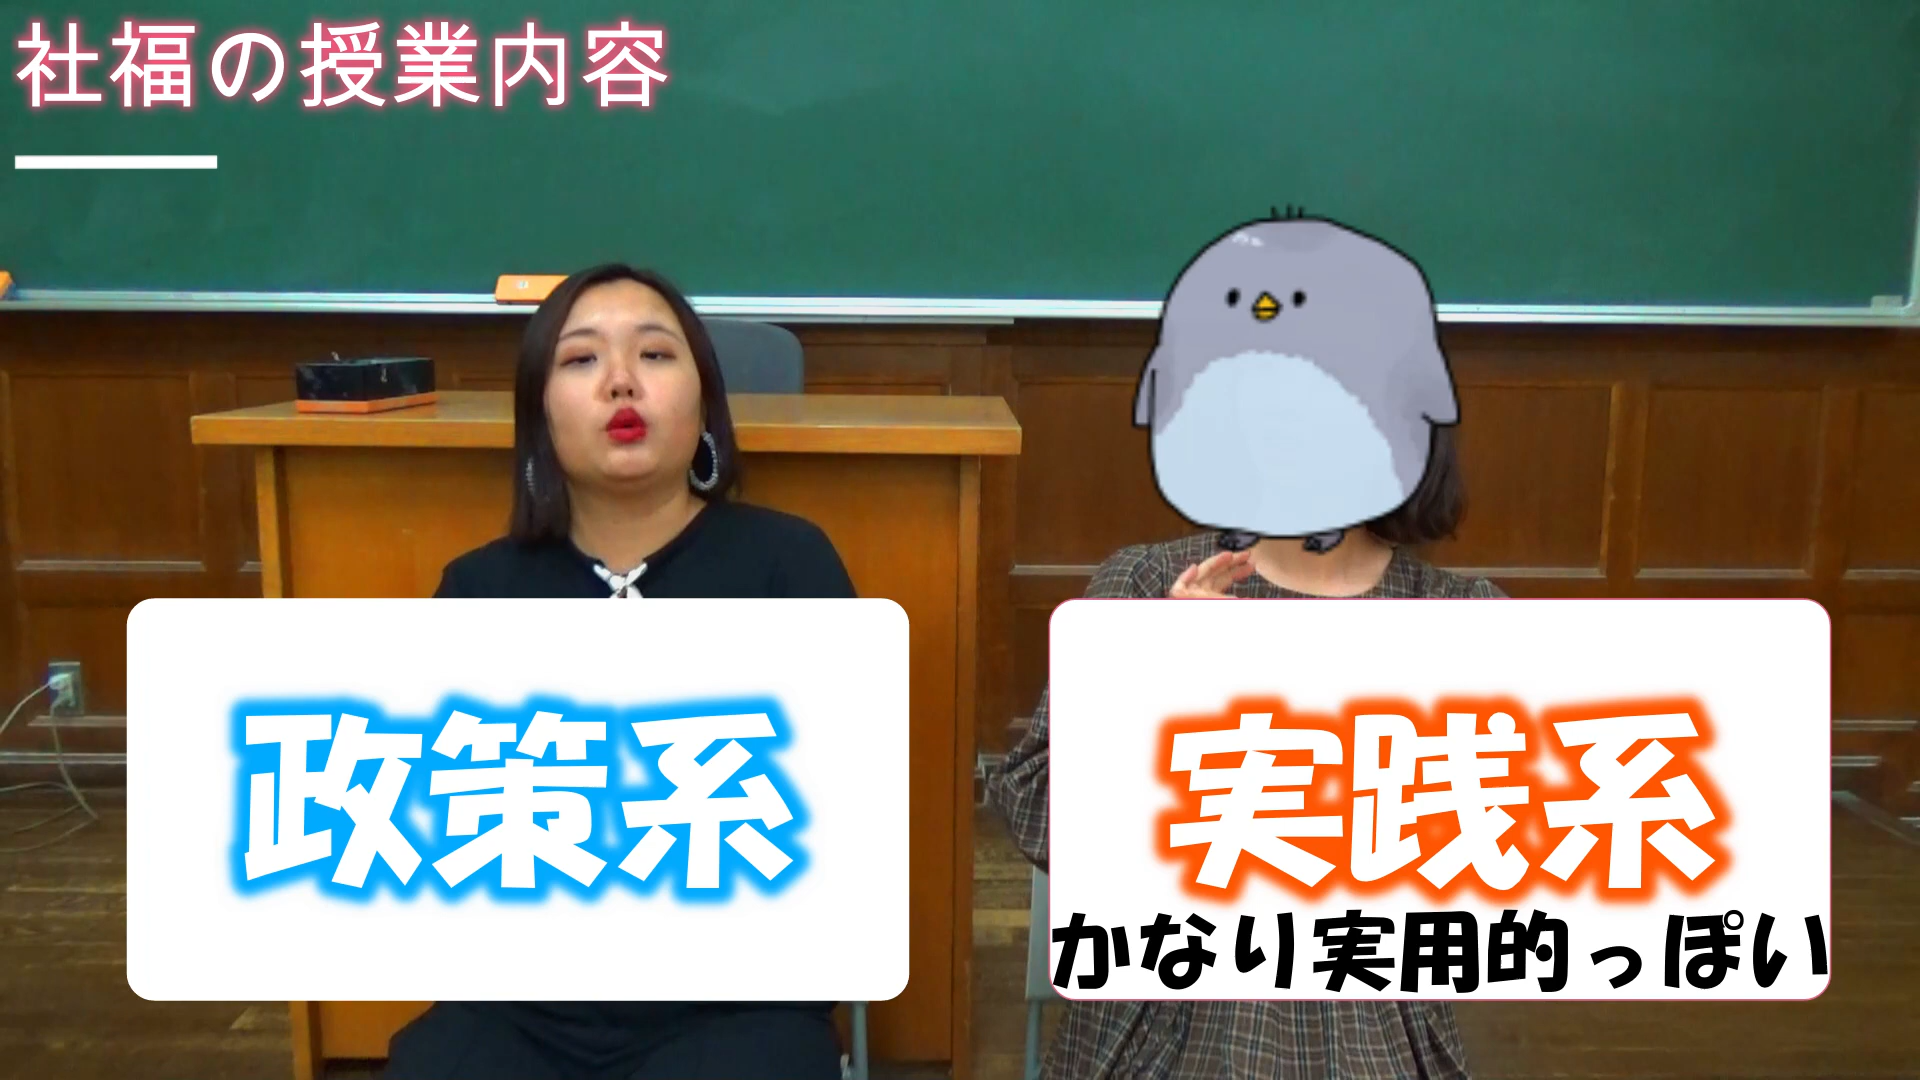 社福の授業内容
政策系
実践系
かなり実用的っぽい